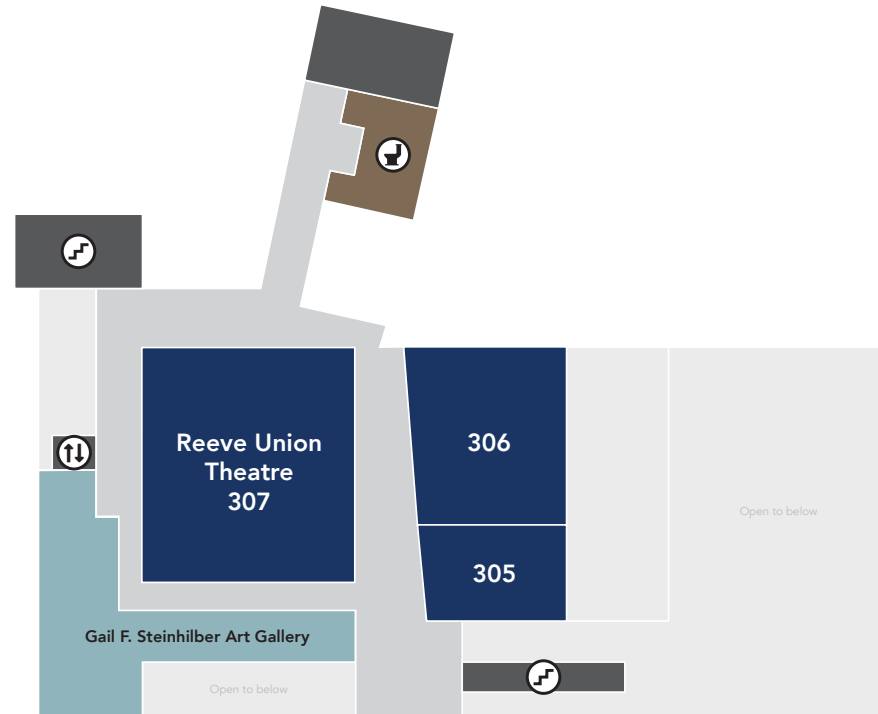 Reeve Union
Theatre
307
306
305
Open to below
Gail F. Steinhilber Art Gallery
Open to below